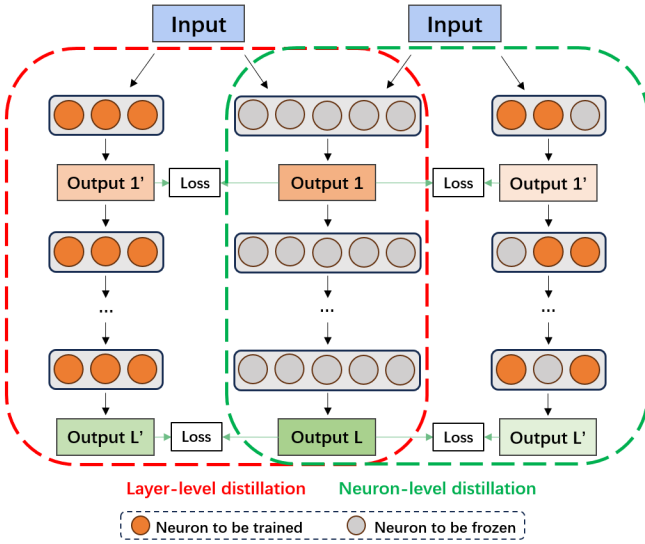 Input Input
Output 1’ Loss Output 1 Loss Output 1’
... ... ...
Output L’ Loss Output L Loss Output L’
Layer-level distillation Neuron-level distillation
Neuron to be trained Neuron to be frozen